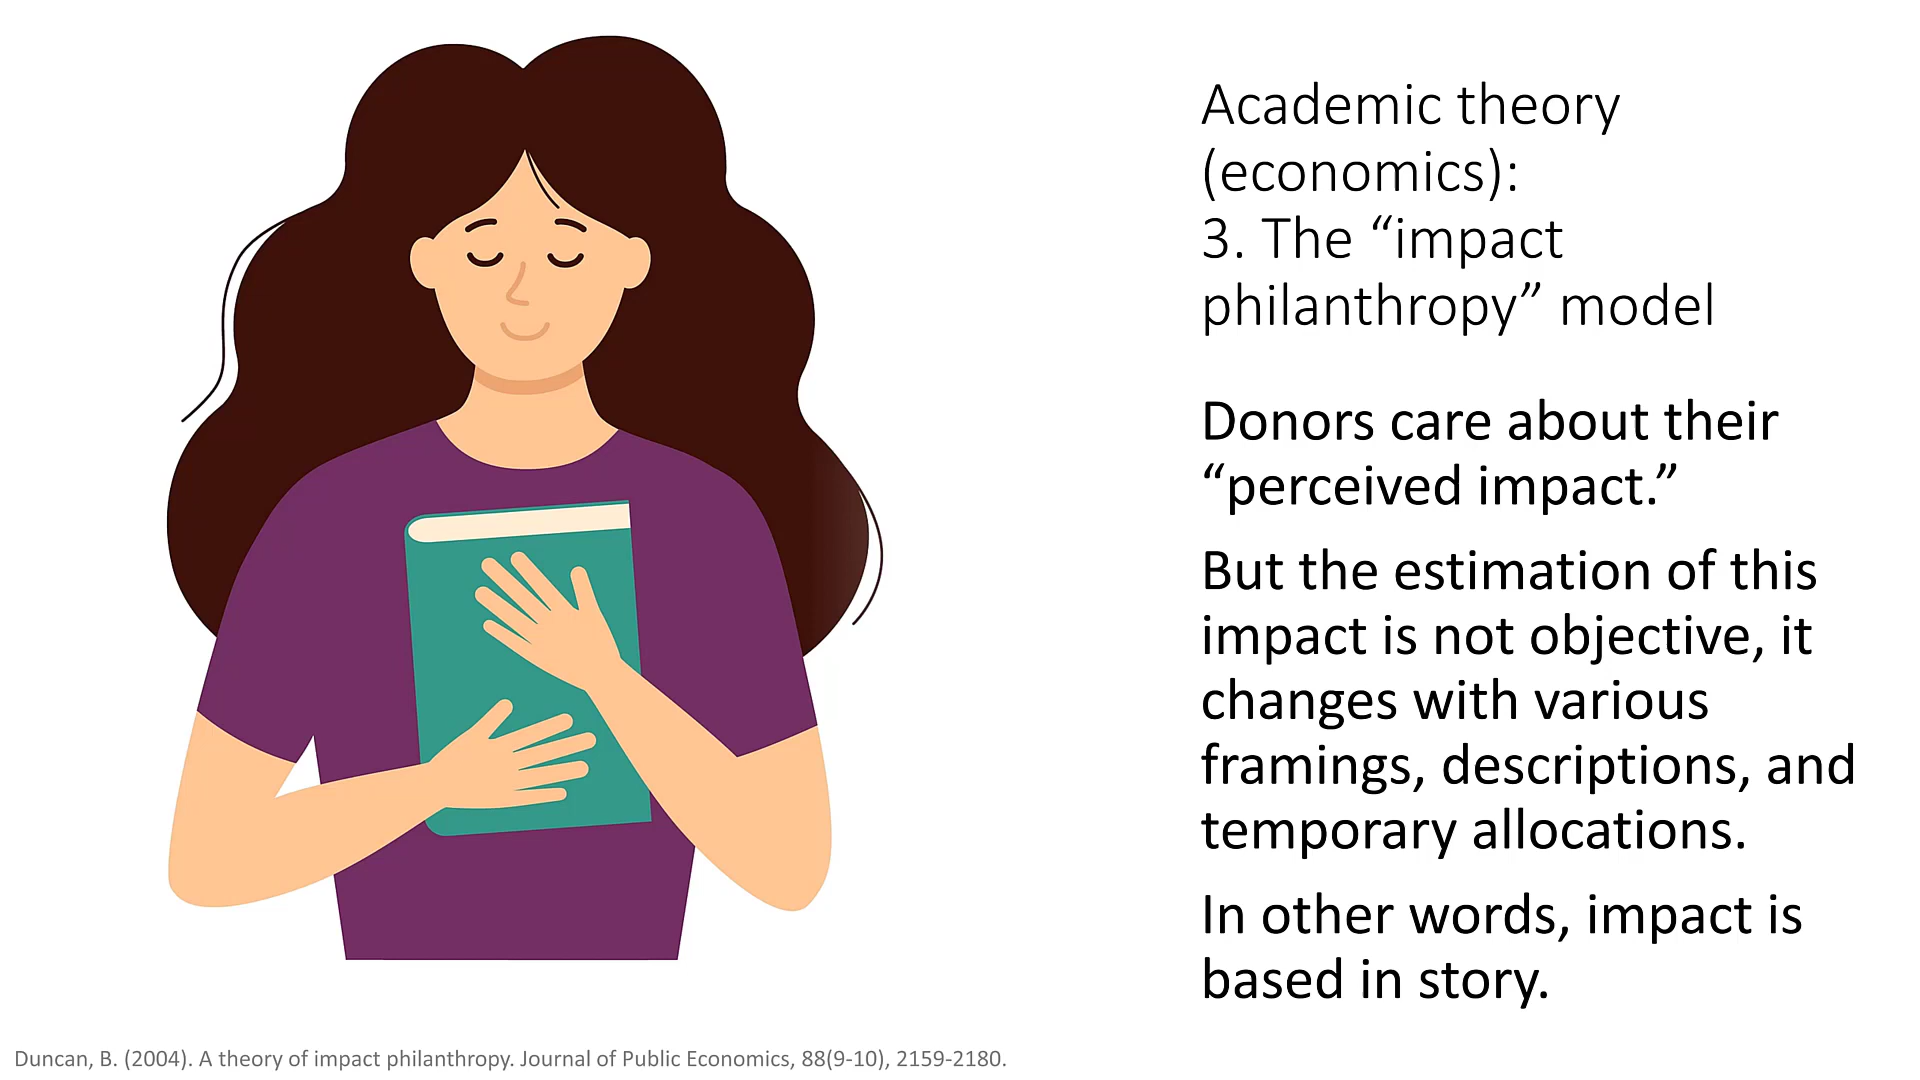 Academic theory
(economics):
3. The “impact
philanthropy” model
Donors care about their
“perceived impact.”
But the estimation of this
impact is not objective, it
changes with various
framings, descriptions, and
temporary allocations.
In other words, impact is
based in story.
Duncan, B. (2004). A theory of impact philanthropy. Journal of Public Economics, 88(9-10), 2159-2180.